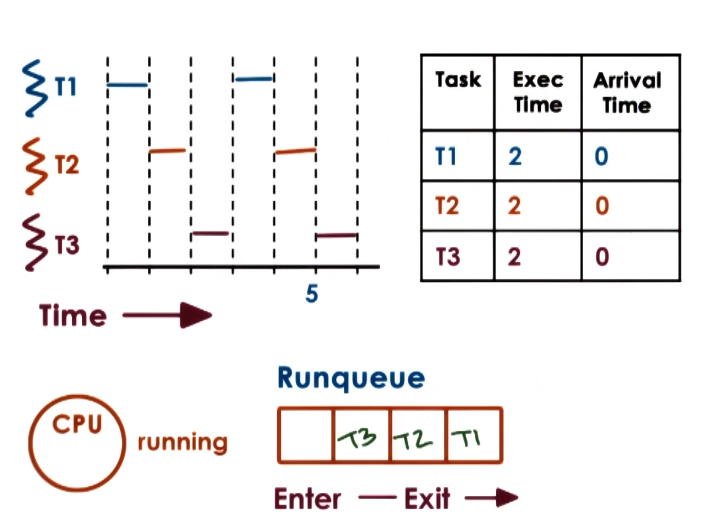 T1
T2
T3
5
Time
Task Exec Time Arrival Time
T1 2 0
T2 2 0
T3 2 0
CPU
running
Runqueue
T3 T2 T1
Enter — Exit